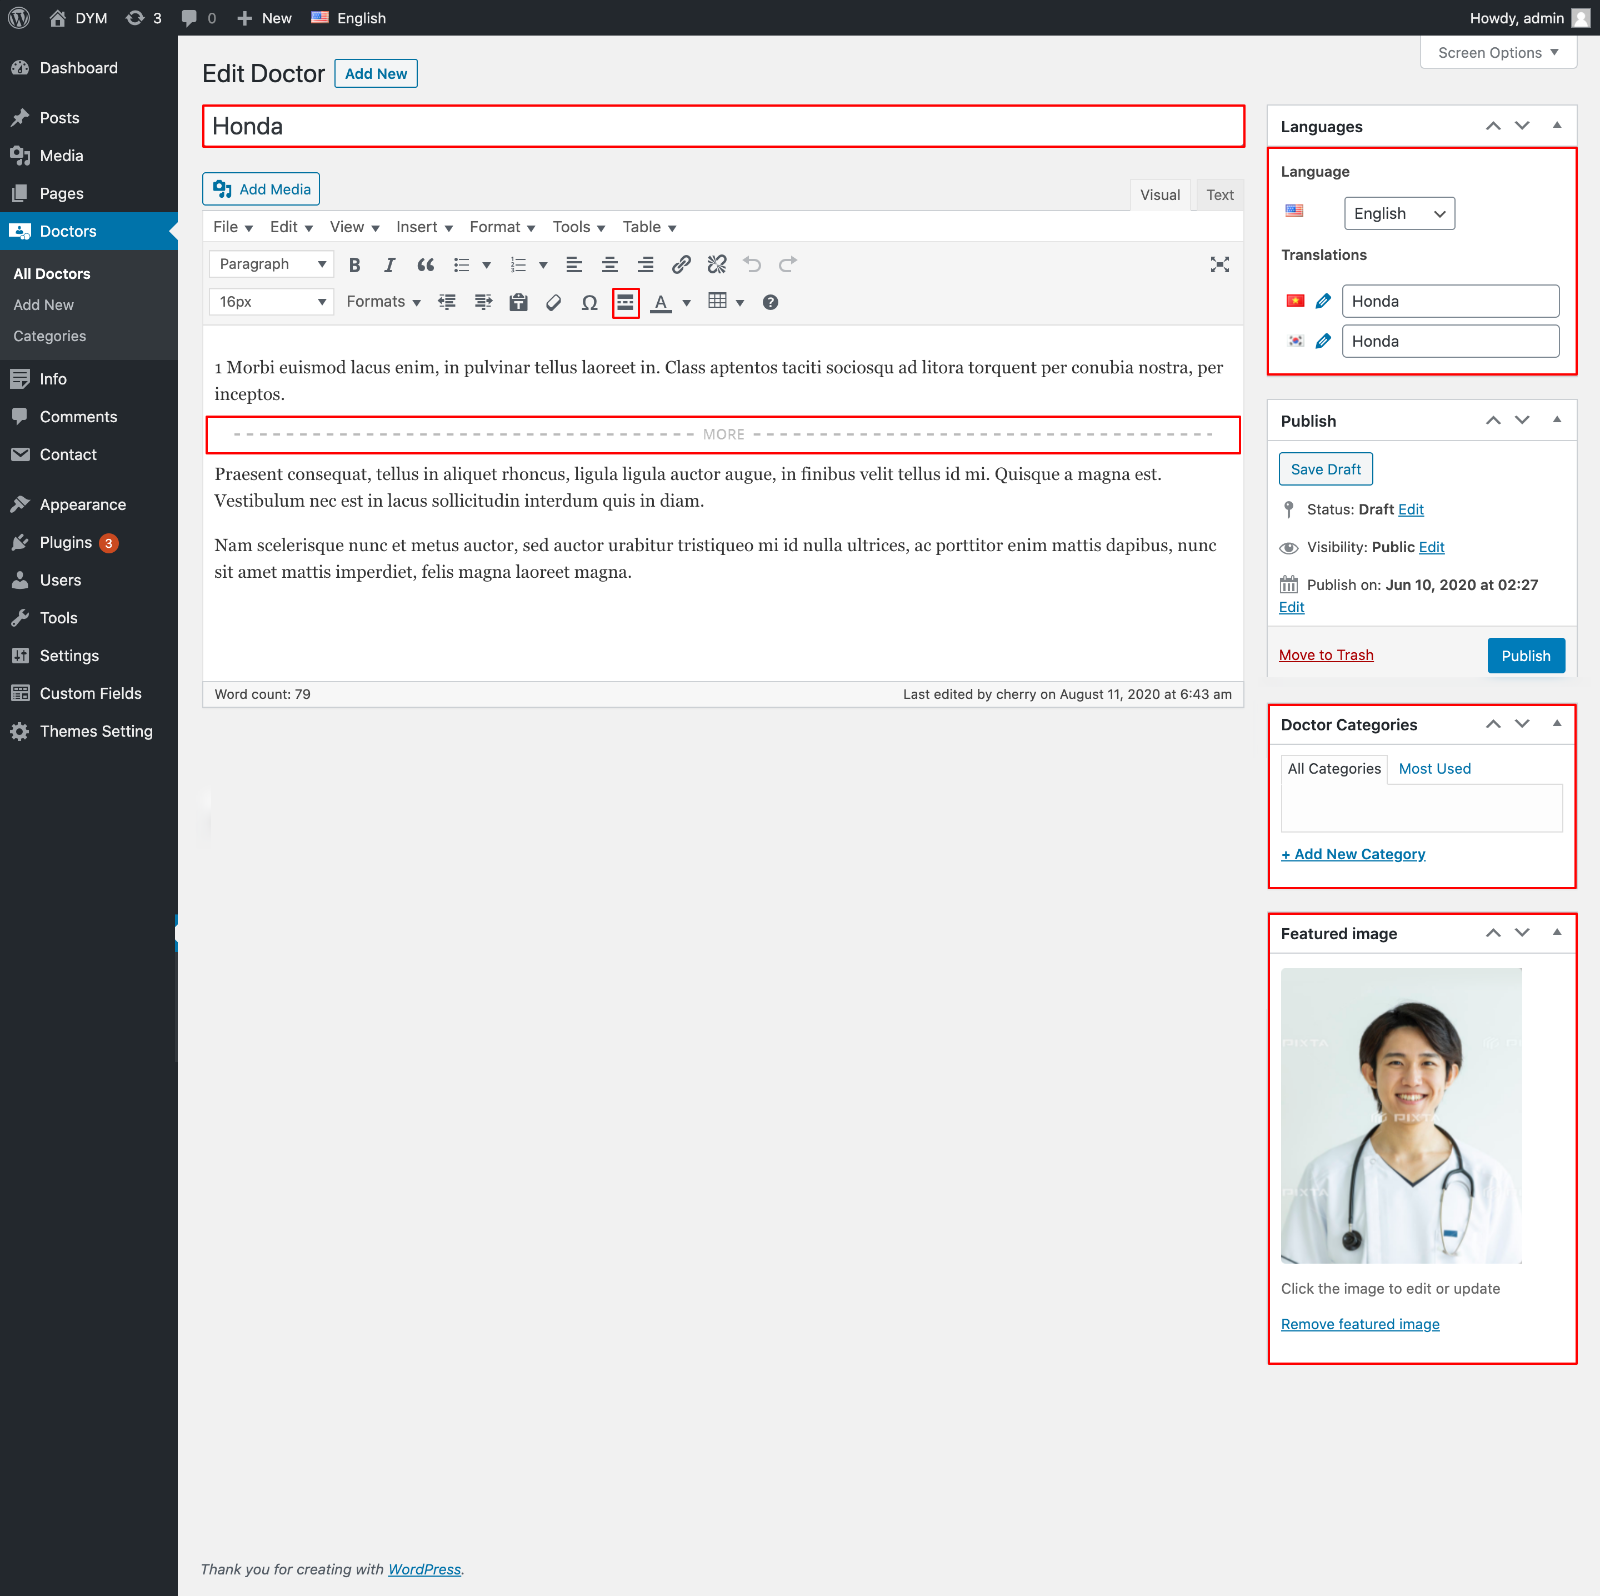 DYM 3 0 New English Howdy, admin
Screen Options
Dashboard
Posts
Media
Pages
Doctors
All Doctors
Add New
Categories
Info
Comments
Contact
Appearance
Plugins 3
Users
Tools
Settings
Custom Fields
Themes Setting
Edit Doctor Add New
Honda
Add Media
Visual Text
File Edit View Insert Format Tools Table
Paragraph
16px Formats
1 Morbi euismod lacus enim, in pulvinar tellus laoreet in. Class aptentos taciti sociosqu ad litora torquent per conubia nostra, per
inceptos.
MORE
Praesent consequat, tellus in aliquet rhoncus, ligula ligula auctor augue, in finibus velit tellus id mi. Quisque a magna est.
Vestibulum nec est in lacus sollicitudin interdum quis in diam.
Nam scelerisque nunc et metus auctor, sed auctor urabitur tristiqueo mi id nulla ultrices, ac porttitor enim mattis dapibus, nunc
sit amet mattis imperdiet, felis magna laoreet magna.
Word count: 79 Last edited by cherry on August 11, 2020 at 6:43 am
Languages
Language
English
Translations
Honda
Honda
Publish
Save Draft
Status: Draft Edit
Visibility: Public Edit
Publish on: Jun 10, 2020 at 02:27
Edit
Move to Trash Publish
Doctor Categories
All Categories Most Used
+ Add New Category
Featured image
PIXTA
PIXTA
PIXTA
Click the image to edit or update
Remove featured image
Thank you for creating with WordPress.